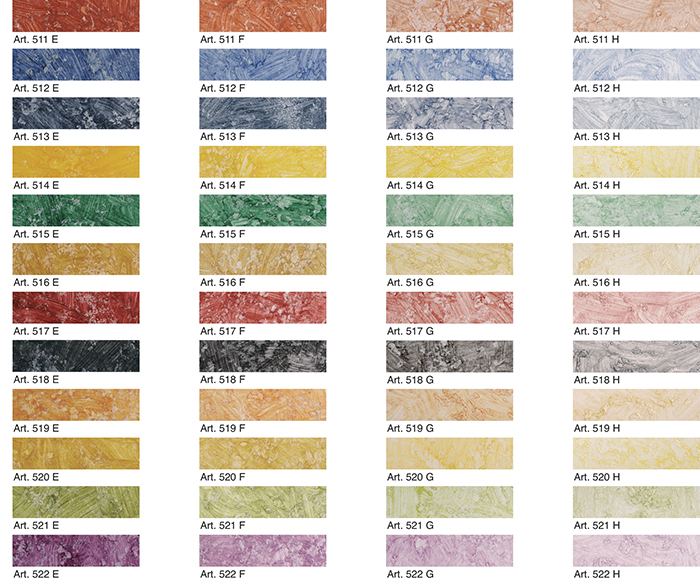 Art. 511 E
Art. 511 F
Art. 511 G
Art. 511 H
Art. 512 E
Art. 512 F
Art. 512 G
Art. 512 H
Art. 513 E
Art. 513 F
Art. 513 G
Art. 513 H
Art. 514 E
Art. 514 F
Art. 514 G
Art. 514 H
Art. 515 E
Art. 515 F
Art. 515 G
Art. 515 H
Art. 516 E
Art. 516 F
Art. 516 G
Art. 516 H
Art. 517 E
Art. 517 F
Art. 517 G
Art. 517 H
Art. 518 E
Art. 518 F
Art. 518 G
Art. 518 H
Art. 519 E
Art. 519 F
Art. 519 G
Art. 519 H
Art. 520 E
Art. 520 F
Art. 520 G
Art. 520 H
Art. 521 E
Art. 521 F
Art. 521 G
Art. 521 H
Art. 522 E
Art. 522 F
Art. 522 G
Art. 522 H